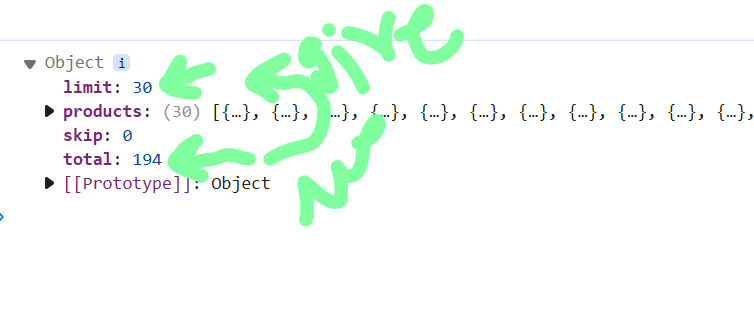 ▼ Object i
limit: 30
▶ products: (30) [{…}, {…}, {…}, {…}, {…}, {…}, {…}, {…}, {…}, {…}, {…},
skip: 0
total: 194
▶ [[Prototype]]: Object
give